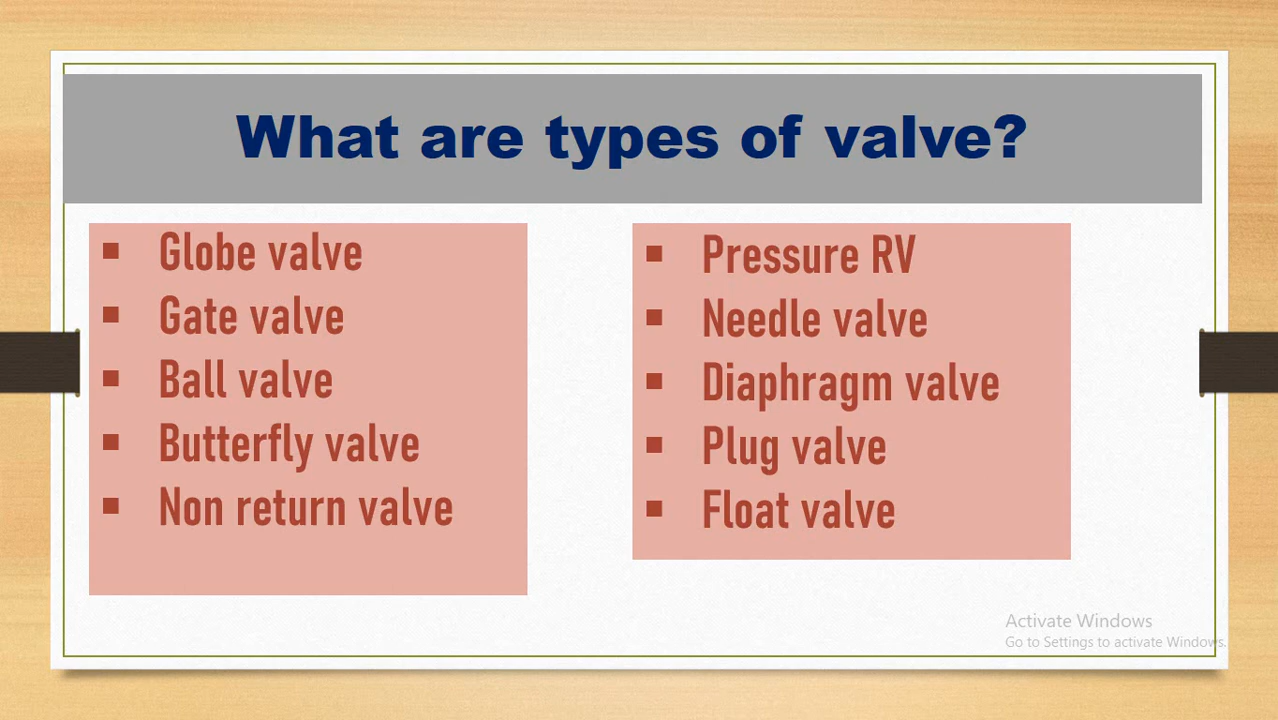 What are types of valve?
Globe valve
Gate valve
Ball valve
Butterfly valve
Non return valve
Pressure RV
Needle valve
Diaphragm valve
Plug valve
Float valve
Activate Windows
Go to Settings to activate Windows.